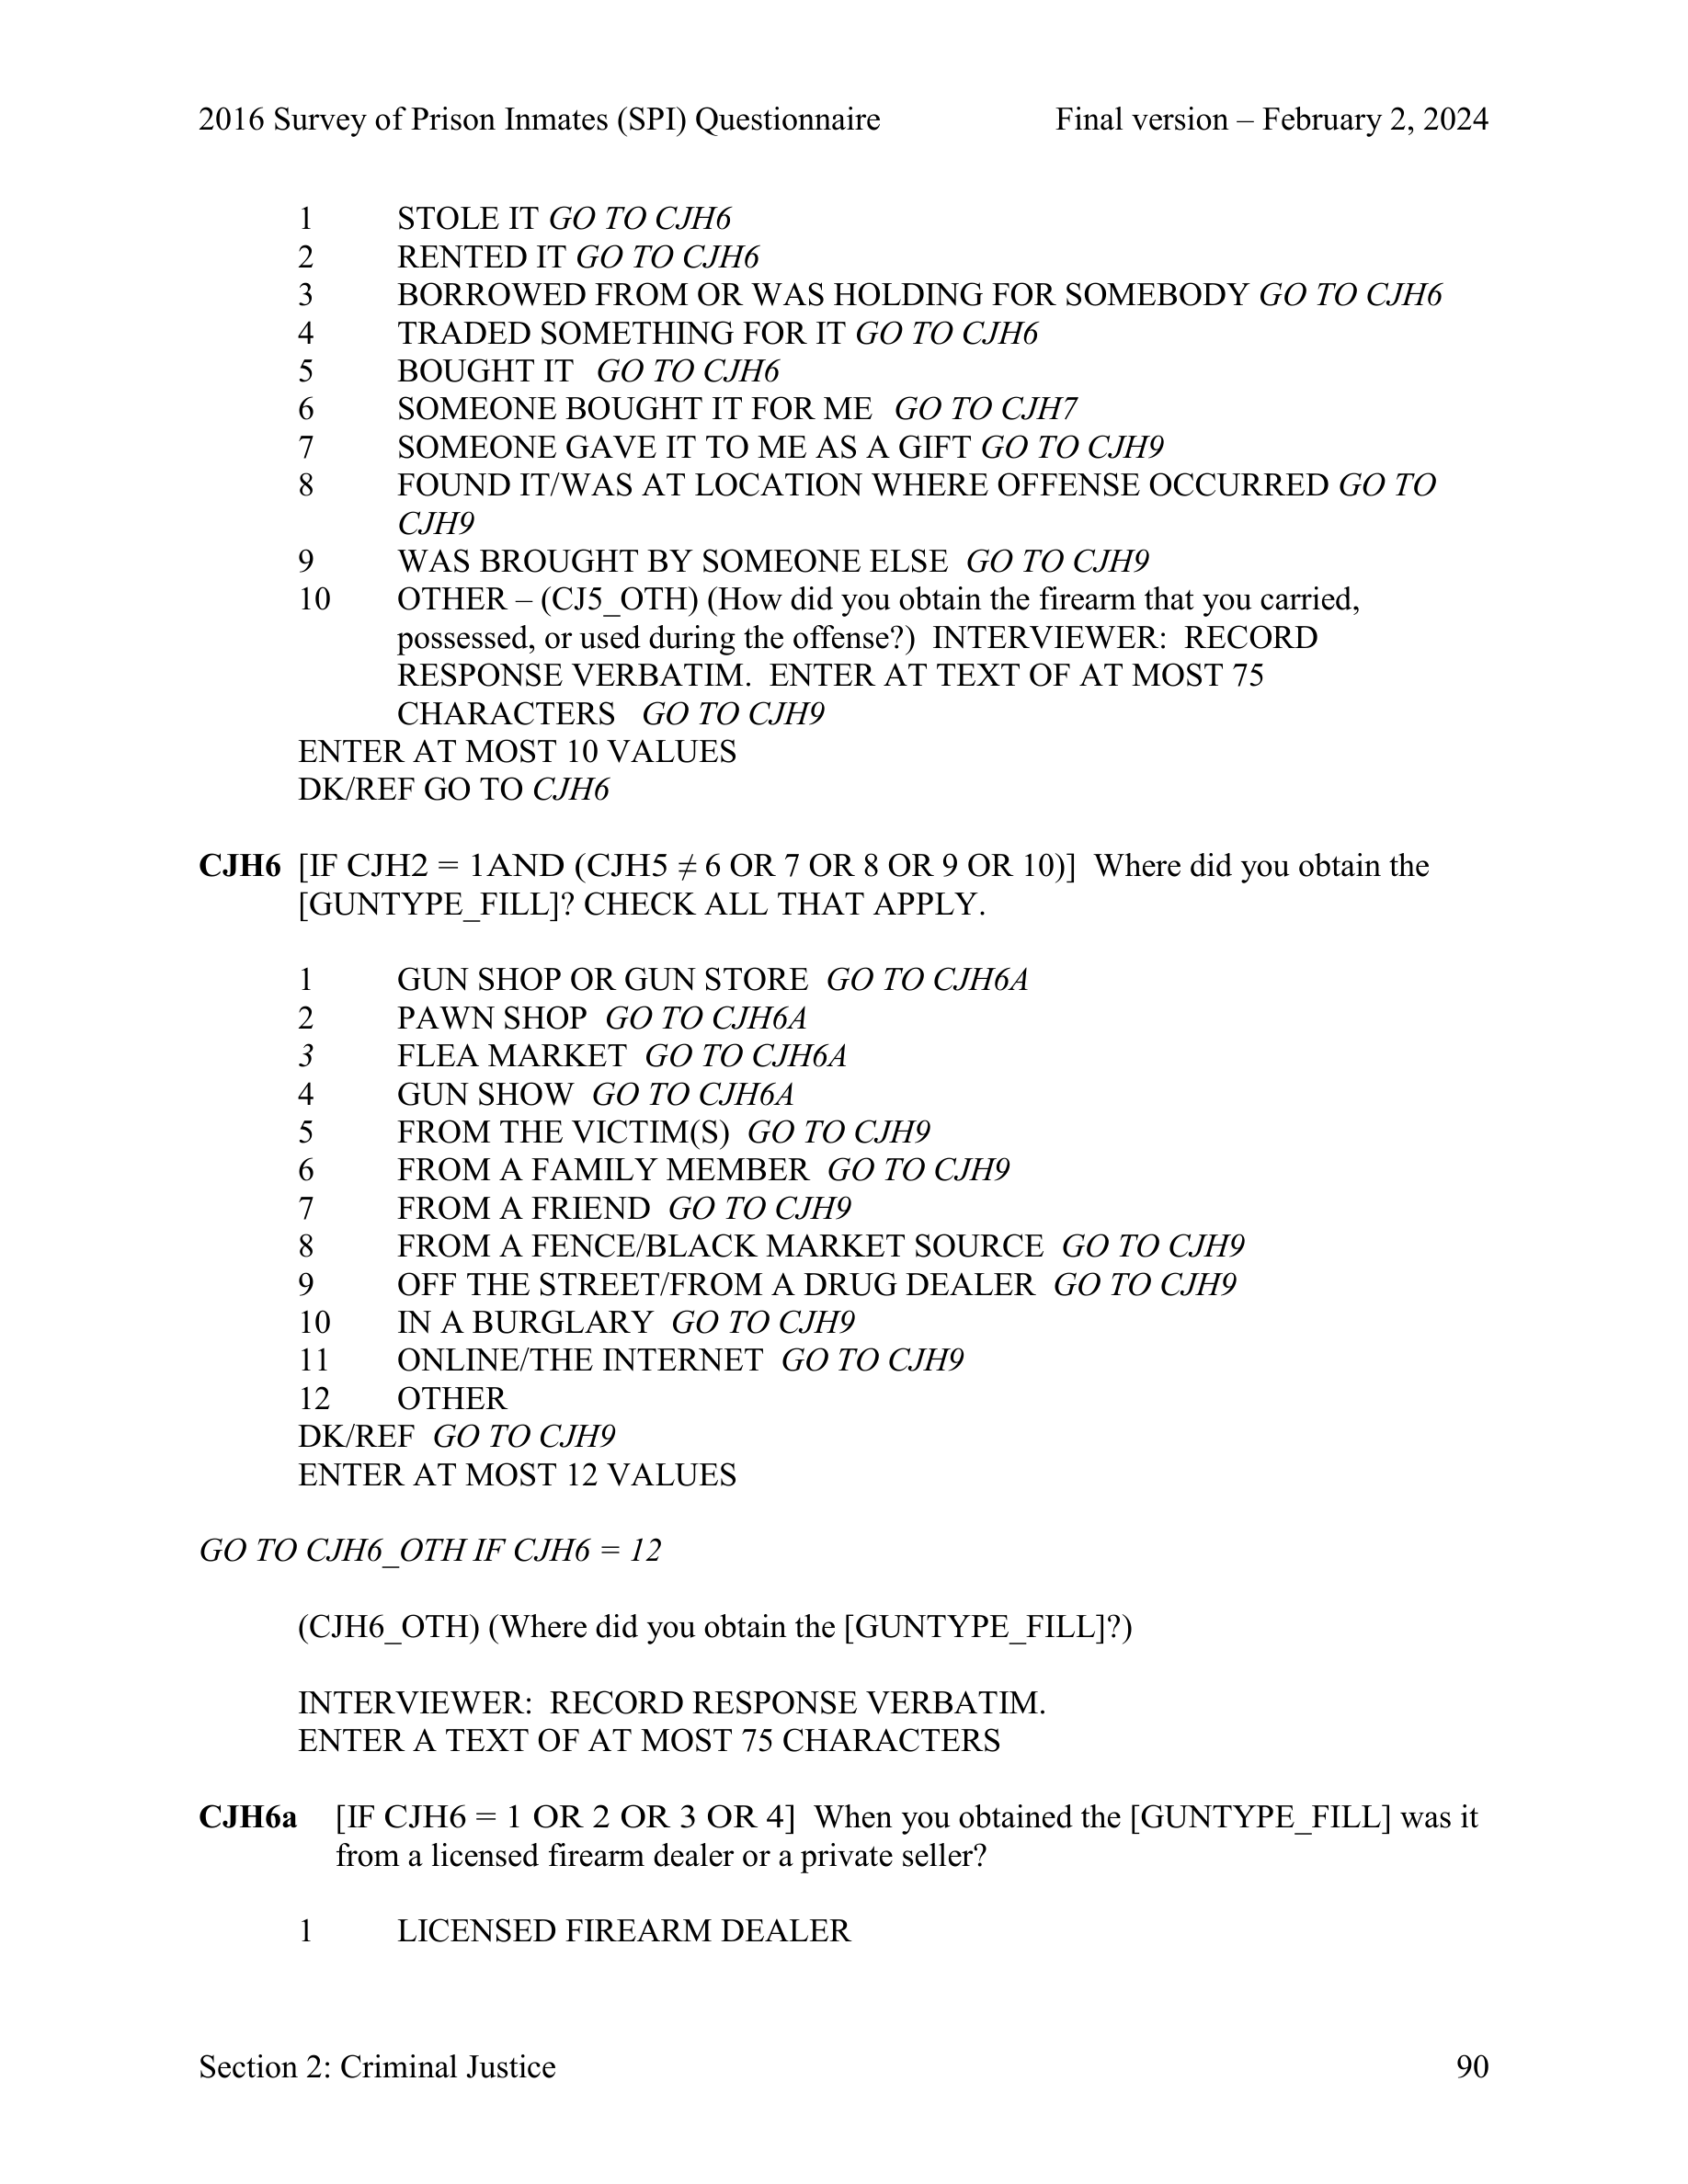 2016 Survey of Prison Inmates (SPI) Questionnaire Final version – February 2, 2024
1 STOLE IT GO TO CJH6
2 RENTED IT GO TO CJH6
3 BORROWED FROM OR WAS HOLDING FOR SOMEBODY GO TO CJH6
4 TRADED SOMETHING FOR IT GO TO CJH6
5 BOUGHT IT GO TO CJH6
6 SOMEONE BOUGHT IT FOR ME GO TO CJH7
7 SOMEONE GAVE IT TO ME AS A GIFT GO TO CJH9
8 FOUND IT/WAS AT LOCATION WHERE OFFENSE OCCURRED GO TO
CJH9
9 WAS BROUGHT BY SOMEONE ELSE GO TO CJH9
10 OTHER – (CJ5_OTH) (How did you obtain the firearm that you carried,
possessed, or used during the offense?) INTERVIEWER: RECORD
RESPONSE VERBATIM. ENTER AT TEXT OF AT MOST 75
CHARACTERS GO TO CJH9
ENTER AT MOST 10 VALUES
DK/REF GO TO CJH6
CJH6 [IF CJH2 = 1AND (CJH5 ≠ 6 OR 7 OR 8 OR 9 OR 10)] Where did you obtain the
[GUNTYPE_FILL]? CHECK ALL THAT APPLY.
1 GUN SHOP OR GUN STORE GO TO CJH6A
2 PAWN SHOP GO TO CJH6A
3 FLEA MARKET GO TO CJH6A
4 GUN SHOW GO TO CJH6A
5 FROM THE VICTIM(S) GO TO CJH9
6 FROM A FAMILY MEMBER GO TO CJH9
7 FROM A FRIEND GO TO CJH9
8 FROM A FENCE/BLACK MARKET SOURCE GO TO CJH9
9 OFF THE STREET/FROM A DRUG DEALER GO TO CJH9
10 IN A BURGLARY GO TO CJH9
11 ONLINE/THE INTERNET GO TO CJH9
12 OTHER
DK/REF GO TO CJH9
ENTER AT MOST 12 VALUES
GO TO CJH6_OTH IF CJH6 = 12
(CJH6_OTH) (Where did you obtain the [GUNTYPE_FILL]?)
INTERVIEWER: RECORD RESPONSE VERBATIM.
ENTER A TEXT OF AT MOST 75 CHARACTERS
CJH6a [IF CJH6 = 1 OR 2 OR 3 OR 4] When you obtained the [GUNTYPE_FILL] was it
from a licensed firearm dealer or a private seller?
1 LICENSED FIREARM DEALER
Section 2: Criminal Justice 90